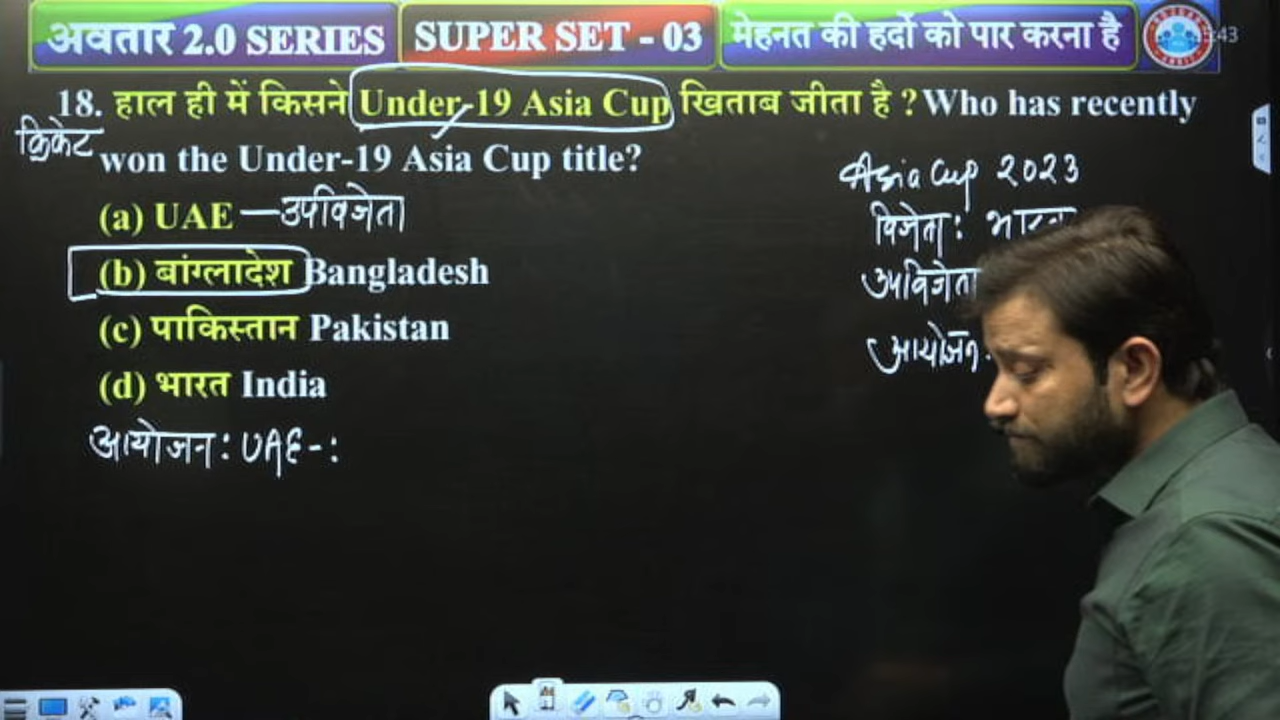 अवतार 2.0 SERIES SUPER SET - 03 मेहनत की हदों को पार करना है
:43
18. हाल ही में किसने Under-19 Asia Cup खिताब जीता है ? Who has recently
क्रिकेट
won the Under-19 Asia Cup title?
Asia Cup 2023
(a) UAE — उपविजेता
विजेता:
(b) बांग्लादेश Bangladesh
उपविजेता
(c) पाकिस्तान Pakistan
आयोजन
(d) भारत India
आयोजन: UAE -: